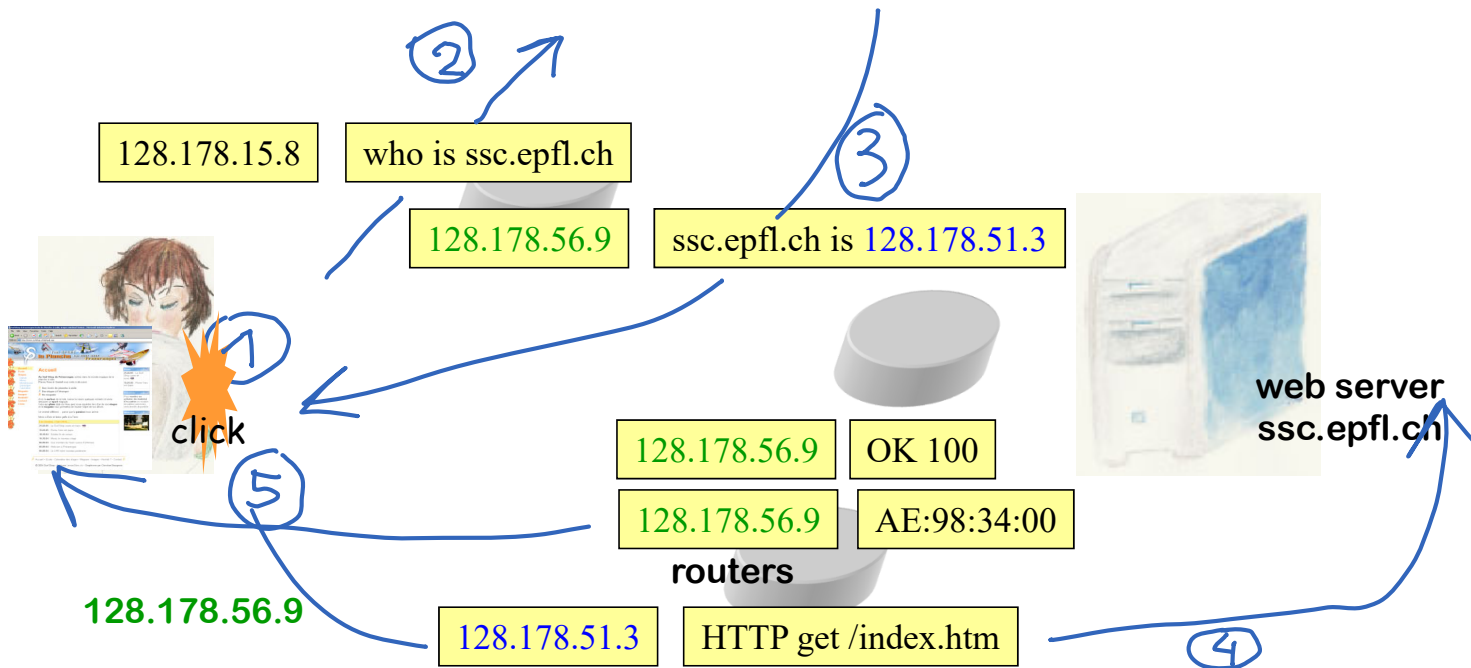 2
3
128.178.15.8 who is ssc.epfl.ch
128.178.56.9 ssc.epfl.ch is 128.178.51.3
1
click
web server
ssc.epfl.ch
128.178.56.9 OK 100
5
128.178.56.9 AE:98:34:00
routers
128.178.56.9
128.178.51.3 HTTP get /index.htm
4